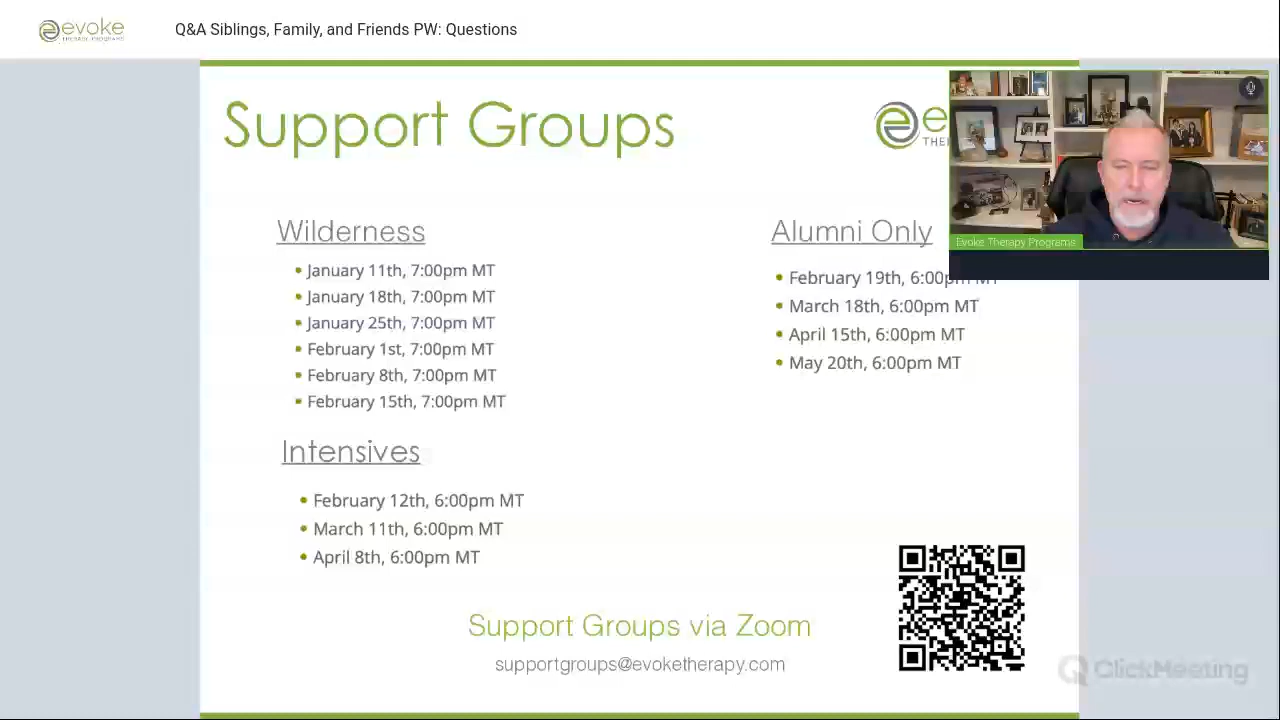 evoke
THERAPY PROGRAMS
Q&A Siblings, Family, and Friends PW: Questions
Support Groups
e
THER
Evoke Therapy Programs
Wilderness
January 11th, 7:00pm MT
January 18th, 7:00pm MT
January 25th, 7:00pm MT
February 1st, 7:00pm MT
February 8th, 7:00pm MT
February 15th, 7:00pm MT
Alumni Only
February 19th, 6:00pm MT
March 18th, 6:00pm MT
April 15th, 6:00pm MT
May 20th, 6:00pm MT
Intensives
February 12th, 6:00pm MT
March 11th, 6:00pm MT
April 8th, 6:00pm MT
Support Groups via Zoom
supportgroups@evoketherapy.com
ClickMeeting